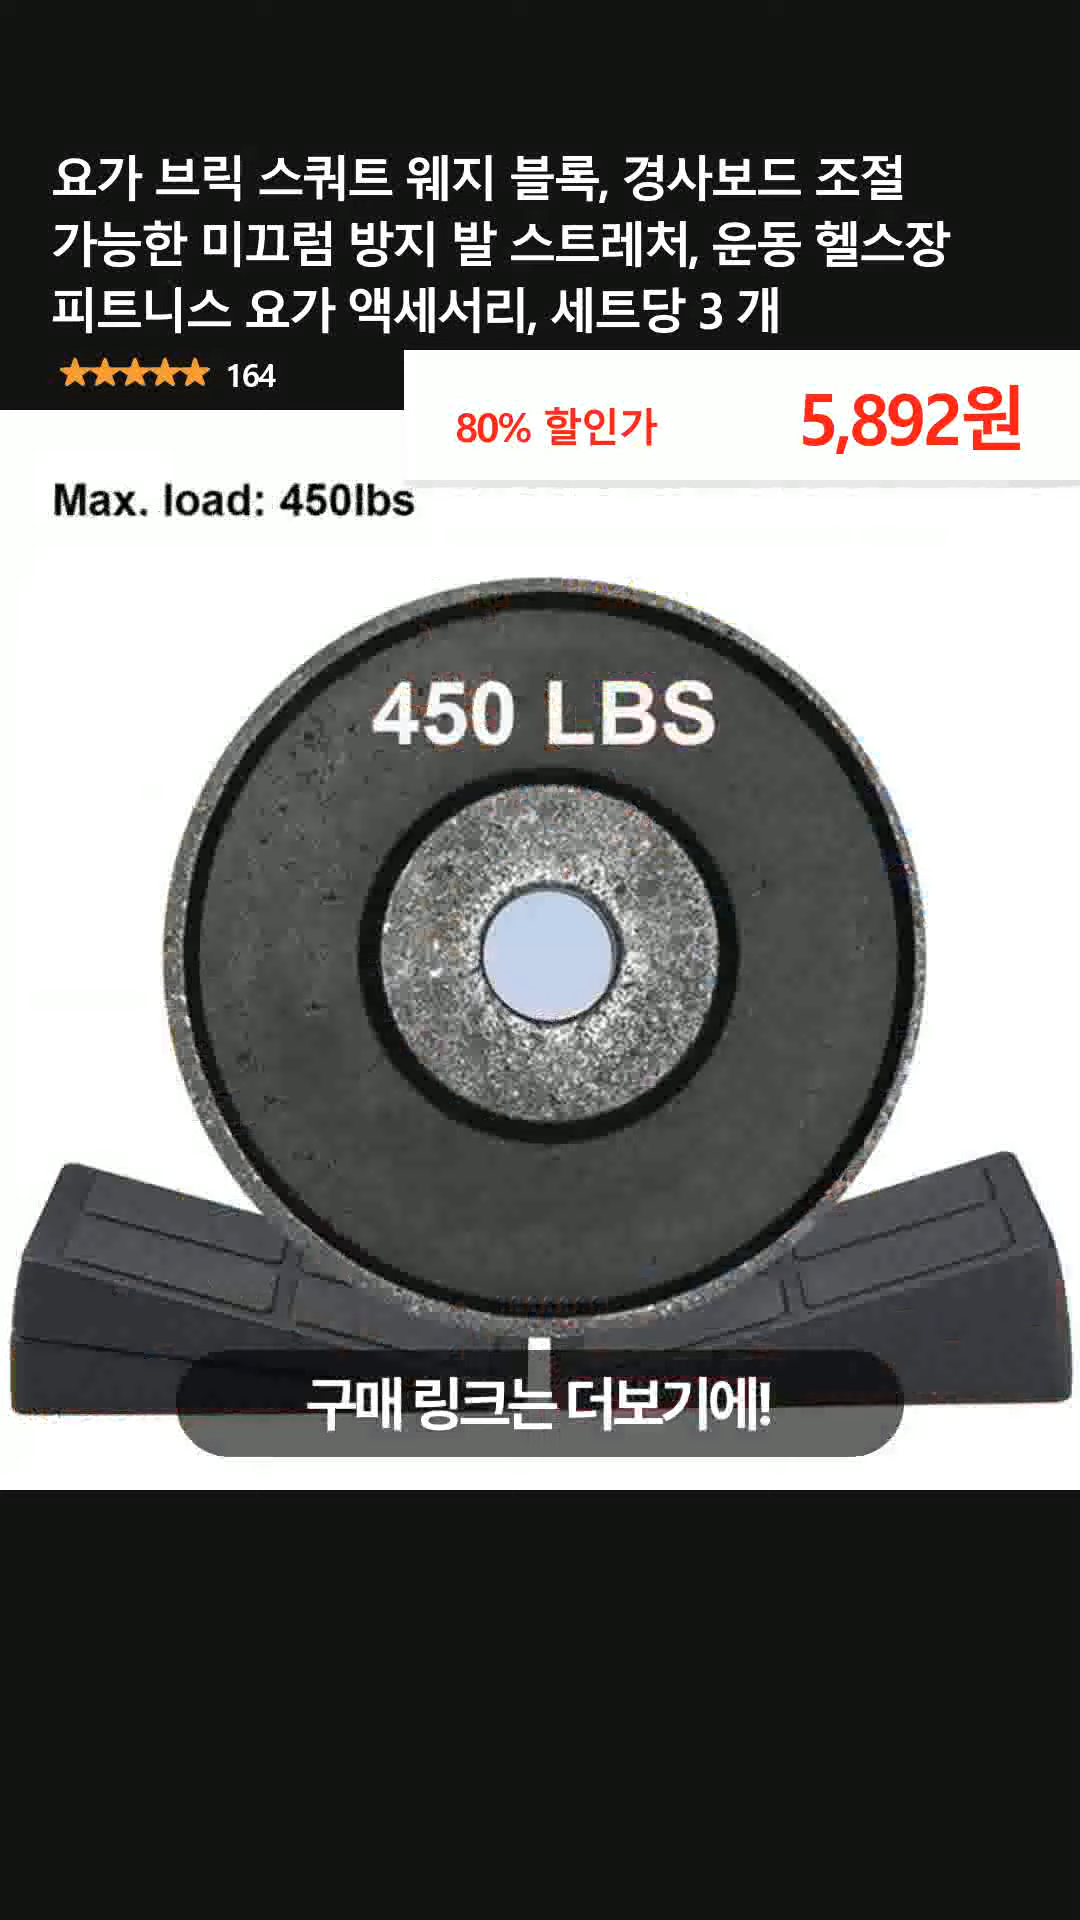 요가 브릭 스쿼트 웨지 블록, 경사보드 조절
가능한 미끄럼 방지 발 스트레처, 운동 헬스장
피트니스 요가 액세서리, 세트당 3 개
★★★★★ 164
80% 할인가 5,892원
Max. load: 450lbs
450 LBS
구매 링크는 더보기에!